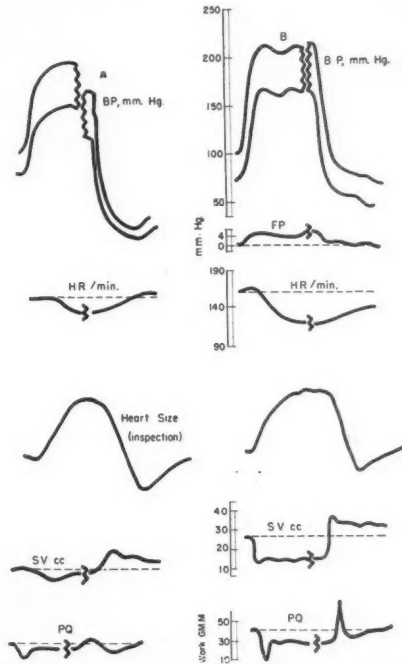 A
BP, mm. Hg.
HR /min.
Heart Size
(inspection)
SV cc
PQ
B
B P, mm. Hg.
250
200
150
100
50
FP
mm. Hg.
4
0
HR/min.
190
140
90
SV cc
40
30
20
10
PQ
Work GMM
50
30
10